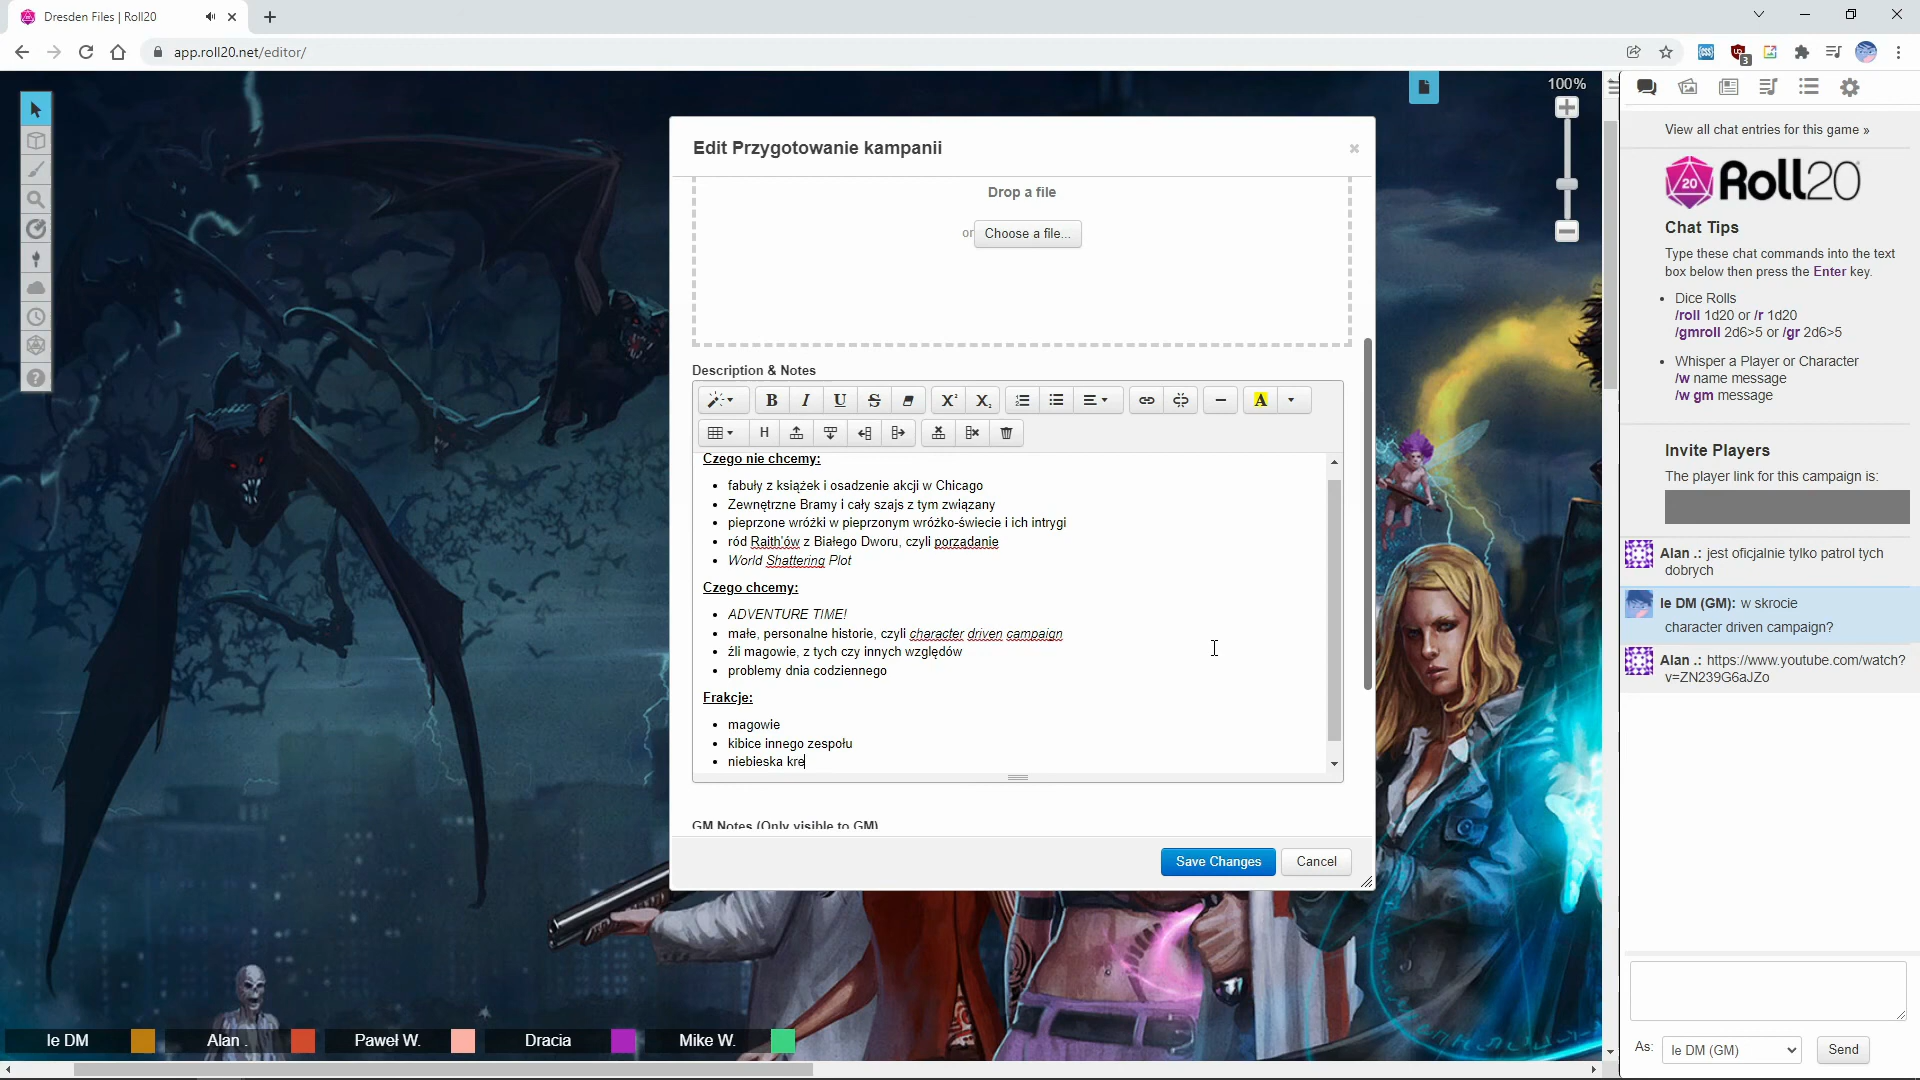 Dresden Files | Roll20
app.roll20.net/editor/
3
100%
Edit Przygotowanie kampanii
×
Drop a file
or Choose a file...
Description & Notes
B I U S X² X,
A
H
Czego nie chcemy:
• fabuły z książek i osadzenie akcji w Chicago
• Zewnętrzne Bramy i cały szajs z tym związany
• pieprzone wróżki w pieprzonym wróżko-świecie i ich intrygi
• ród Raith'ów z Białego Dworu, czyli porządanie
• World Shattering Plot
Czego chcemy:
• ADVENTURE TIME!
• małe, personalne historie, czyli character driven campaign
• źli magowie, z tych czy innych względów
• problemy dnia codziennego
Frakcje:
• magowie
• kibice innego zespołu
• niebieska kre
GM Notes (Only visible to GM)
Save Changes
Cancel
le DM
Alan .
Paweł W.
Dracia
Mike W.
View all chat entries for this game »
20 Roll20
Chat Tips
Type these chat commands into the text
box below then press the Enter key.
• Dice Rolls
/roll 1d20 or /r 1d20
/gmroll 2d6>5 or /gr 2d6>5
• Whisper a Player or Character
/w name message
/w gm message
Invite Players
The player link for this campaign is:
Alan .: jest oficjalnie tylko patrol tych
dobrych
le DM (GM): w skrocie
character driven campaign?
Alan .: https://www.youtube.com/watch?
v=ZN239G6aJZo
As: le DM (GM)
Send